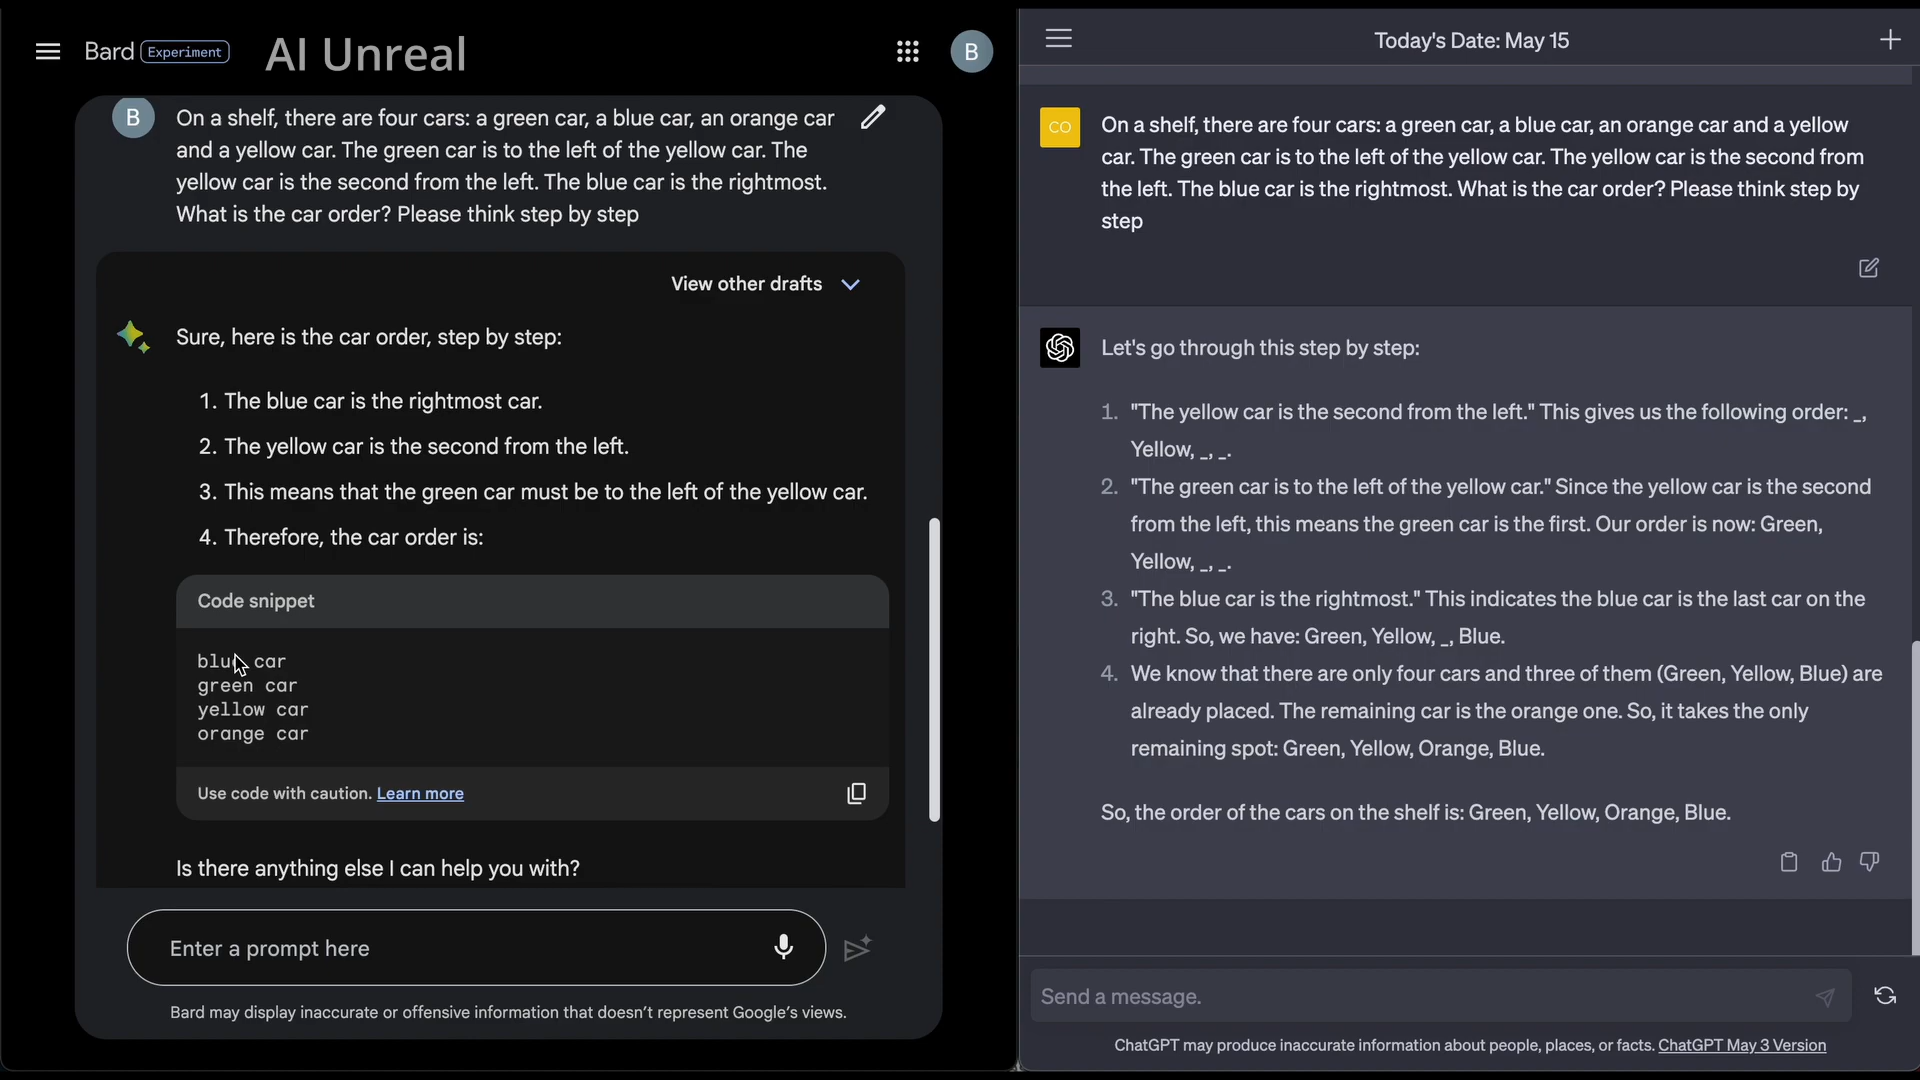 Bard Experiment AI Unreal
B
B
On a shelf, there are four cars: a green car, a blue car, an orange car
and a yellow car. The green car is to the left of the yellow car. The
yellow car is the second from the left. The blue car is the rightmost.
What is the car order? Please think step by step
View other drafts
Sure, here is the car order, step by step:
1. The blue car is the rightmost car.
2. The yellow car is the second from the left.
3. This means that the green car must be to the left of the yellow car.
4. Therefore, the car order is:
Code snippet
blue car
green car
yellow car
orange car
Use code with caution. Learn more
Is there anything else I can help you with?
Enter a prompt here
Bard may display inaccurate or offensive information that doesn't represent Google's views.
Today's Date: May 15
CO
On a shelf, there are four cars: a green car, a blue car, an orange car and a yellow
car. The green car is to the left of the yellow car. The yellow car is the second from
the left. The blue car is the rightmost. What is the car order? Please think step by
step
Let's go through this step by step:
1. "The yellow car is the second from the left." This gives us the following order: _,
Yellow, _, _.
2. "The green car is to the left of the yellow car." Since the yellow car is the second
from the left, this means the green car is the first. Our order is now: Green,
Yellow, _, _.
3. "The blue car is the rightmost." This indicates the blue car is the last car on the
right. So, we have: Green, Yellow, _, Blue.
4. We know that there are only four cars and three of them (Green, Yellow, Blue) are
already placed. The remaining car is the orange one. So, it takes the only
remaining spot: Green, Yellow, Orange, Blue.
So, the order of the cars on the shelf is: Green, Yellow, Orange, Blue.
Send a message.
ChatGPT may produce inaccurate information about people, places, or facts. ChatGPT May 3 Version